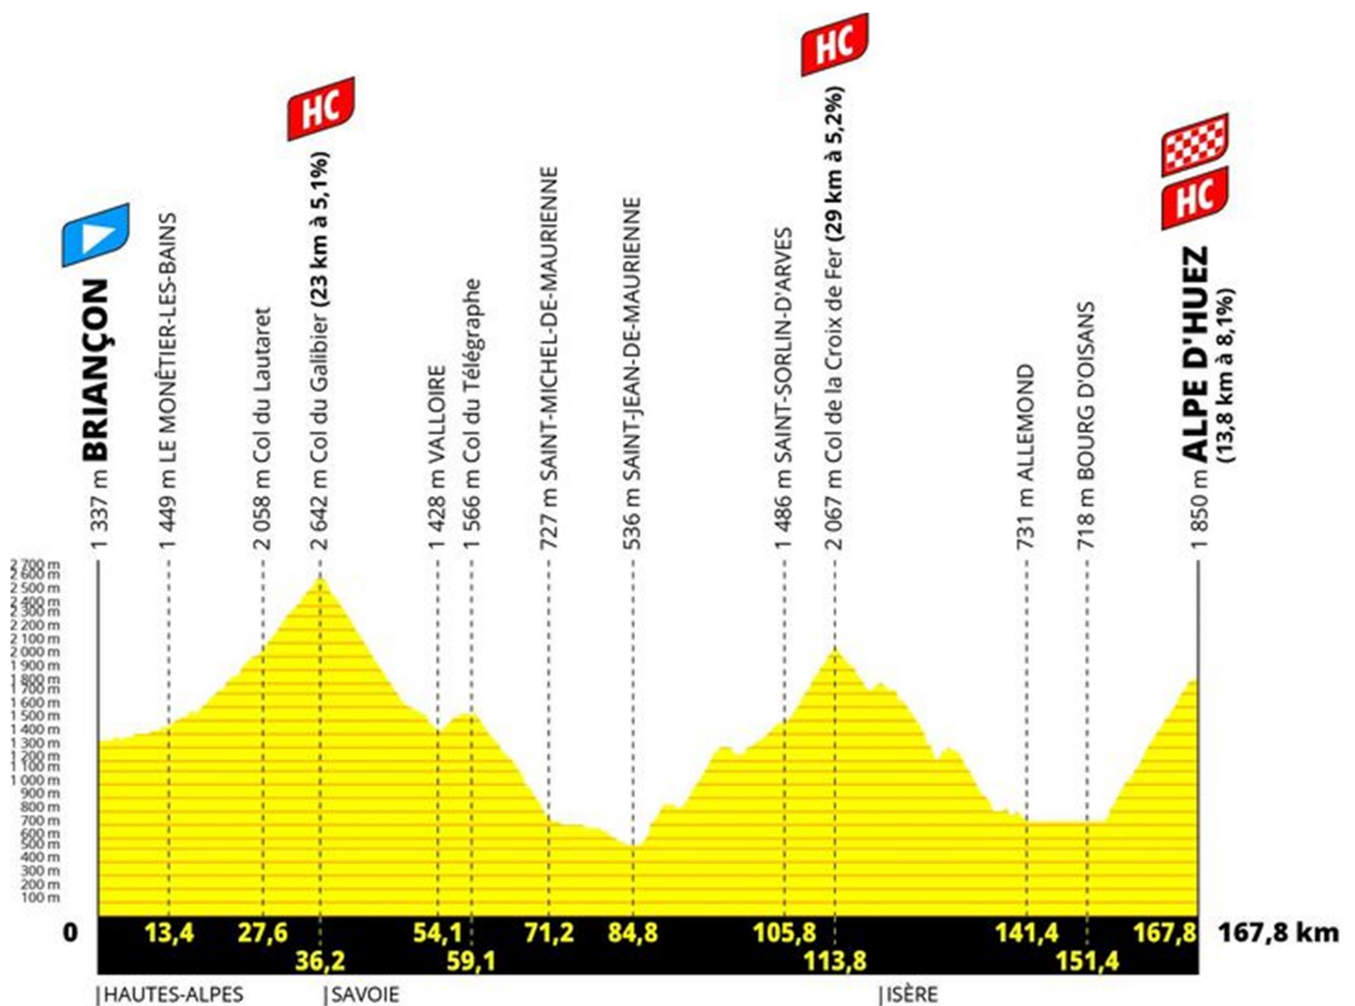 HC
HC
HC
1 337 m BRIANÇON
1 449 m LE MONÊTIER-LES-BAINS
2 058 m Col du Lautaret
2 642 m Col du Galibier (23 km à 5,1%)
1 428 m VALLOIRE
1 566 m Col du Télégraphe
727 m SAINT-MICHEL-DE-MAURIENNE
536 m SAINT-JEAN-DE-MAURIENNE
1 486 m SAINT-SORLIN-D'ARVES
2 067 m Col de la Croix de Fer (29 km à 5,2%)
731 m ALLEMOND
718 m BOURG D'OISANS
1 850 m ALPE D'HUEZ
(13,8 km à 8,1%)
2 700 m
2 600 m
2 500 m
2 400 m
2 300 m
2 200 m
2 100 m
2 000 m
1 900 m
1 800 m
1 700 m
1 600 m
1 500 m
1 400 m
1 300 m
1 200 m
1 100 m
1 000 m
900 m
800 m
700 m
600 m
500 m
400 m
300 m
200 m
100 m
0 13,4 27,6 54,1 71,2 84,8 105,8 141,4 167,8 167,8 km
36,2 59,1 113,8 151,4
HAUTES-ALPES SAVOIE ISÈRE